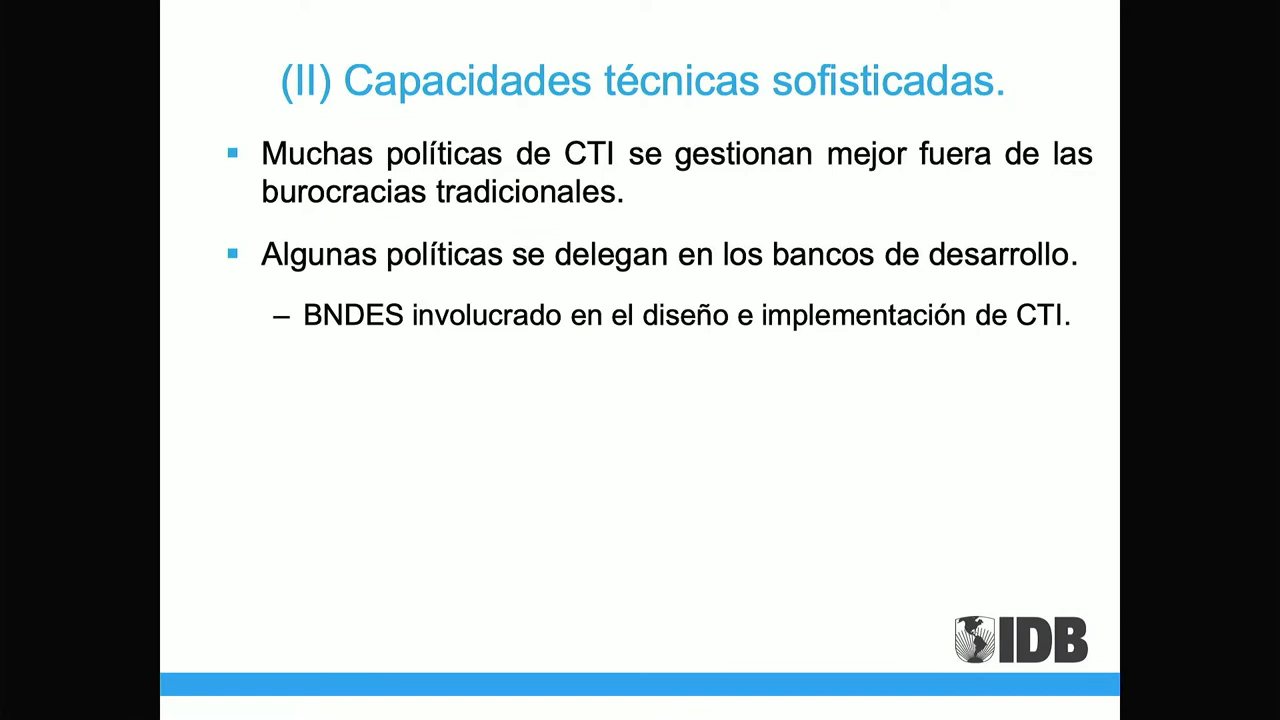 (II) Capacidades técnicas sofisticadas.
Muchas políticas de CTI se gestionan mejor fuera de las
burocracias tradicionales.
Algunas políticas se delegan en los bancos de desarrollo.
– BNDES involucrado en el diseño e implementación de CTI.
IDB